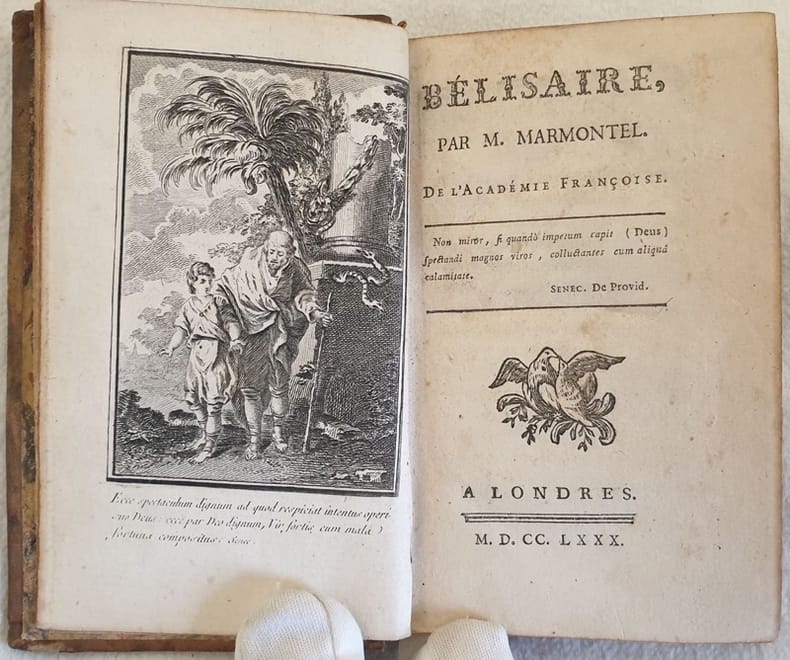 Ecce spectaculum dignum ad quod respiciat intentus operi
suo Deus: ecce par Deo dignum, Vir fortis cum mala
fortuna compositus. Senec.
BÉLISAIRE,
PAR M. MARMONTEL.
DE L'ACADÉMIE FRANÇOISE.
Non miror, ſi quandò impetum capit (Deus)
ſpectandi magnos viros, colluctantes cum aliquâ
calamitate.
SENEC. De Provid.
A LONDRES.
M. D. CC. LXXX.